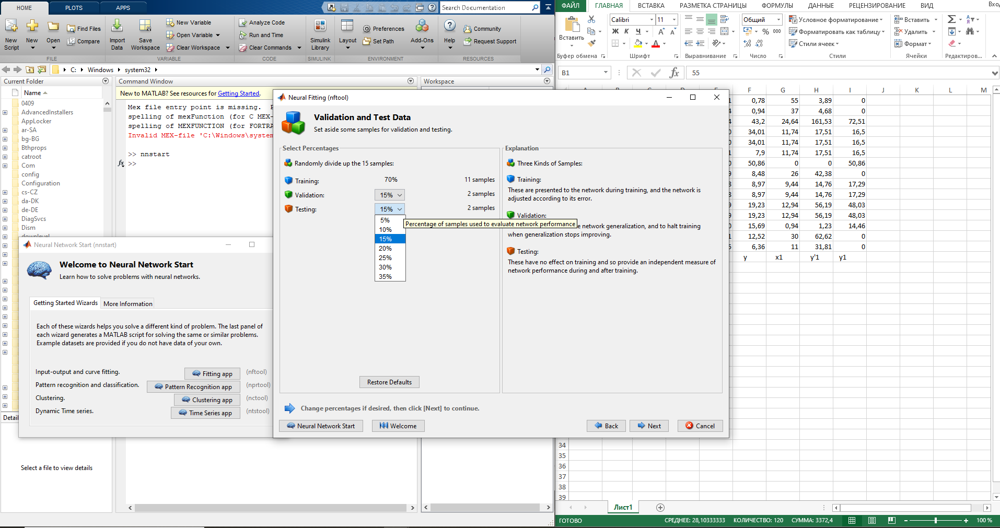 HOME
PLOTS
APPS
Search Documentation
New Script
New
Open
Find Files
Compare
Import Data
Save Workspace
New Variable
Open Variable
Clear Workspace
Analyze Code
Run and Time
Clear Commands
Simulink Library
Layout
Preferences
Set Path
Add-Ons
Help
Community
Request Support
FILE
VARIABLE
CODE
SIMULINK
ENVIRONMENT
RESOURCES
C: Windows system32
Current Folder
Name
0409
AdvancedInstallers
AppLocker
ar-SA
bg-BG
Bthprops
catroot
Com
config
Configuration
cs-CZ
da-DK
de-DE
DiagSvcs
Dism
downlevel
Detail
Select a file to view details
Command Window
New to MATLAB? See resources for Getting Started.
Mex file entry point is missing.
spelling of mexFunction (for C MEX-
spelling of MEXFUNCTION (for FORTRA
Invalid MEX-file 'C:\Windows\system
>> nnstart
fx >>
Workspace
Neural Network Start (nnstart)
Welcome to Neural Network Start
Learn how to solve problems with neural networks.
Getting Started Wizards
More Information
Each of these wizards helps you solve a different kind of problem. The last panel of
each wizard generates a MATLAB script for solving the same or similar problems.
Example datasets are provided if you do not have data of your own.
Input-output and curve fitting. Fitting app (nftool)
Pattern recognition and classification. Pattern Recognition app (nprtool)
Clustering. Clustering app (nctool)
Dynamic Time series. Time Series app (ntstool)
Neural Fitting (nftool)
Validation and Test Data
Set aside some samples for validation and testing.
Select Percentages
Randomly divide up the 15 samples:
Training: 70% 11 samples
Validation: 15% 2 samples
Testing: 15% 2 samples
5%
10%
15%
20%
25%
30%
35%
Percentage of samples used to evaluate network performance
Restore Defaults
Explanation
Three Kinds of Samples:
Training:
These are presented to the network during training, and the network is
adjusted according to its error.
Validation:
e network generalization, and to halt training
when generalization stops improving.
Testing:
These have no effect on training and so provide an independent measure of
network performance during and after training.
Change percentages if desired, then click [Next] to continue.
Neural Network Start
Welcome
Back
Next
Cancel
ФАЙЛ
ГЛАВНАЯ
ВСТАВКА
РАЗМЕТКА СТРАНИЦЫ
ФОРМУЛЫ
ДАННЫЕ
РЕЦЕНЗИРОВАНИЕ
ВИД
Вхо
Вставить
Calibri
11
Ж К Ч
Общий
% 000
Условное форматирование
Форматировать как таблицу
Стили ячеек
Вставить
Удалить
Формат
Буфер обмена
Шрифт
Выравнивание
Число
Стили
Ячейки
Редактиров...
B1
fx
55
F G H I J K L M
0,78 55 3,89 0
0,94 37 4,68 0
43,2 24,64 161,53 72,51
34,01 11,74 17,51 16,5
34,01 11,74 17,51 16,5
7,9 11,74 17,51 16,5
50,86 0 0 50,86
8,48 26 42,38 0
8,97 9,44 14,76 17,29
8,97 9,44 14,76 17,29
19,23 12,94 56,19 48,03
19,23 12,94 56,19 48,03
15,69 0,94 1,23 14,46
12,52 30 62,62 0
6,36 11 31,81 0
y x1 y'1 y1
34
35
36
37
38
39
Лист1
ГОТОВО
СРЕДНЕЕ: 28,10333333
КОЛИЧЕСТВО: 120
СУММА: 3372,4
100 %